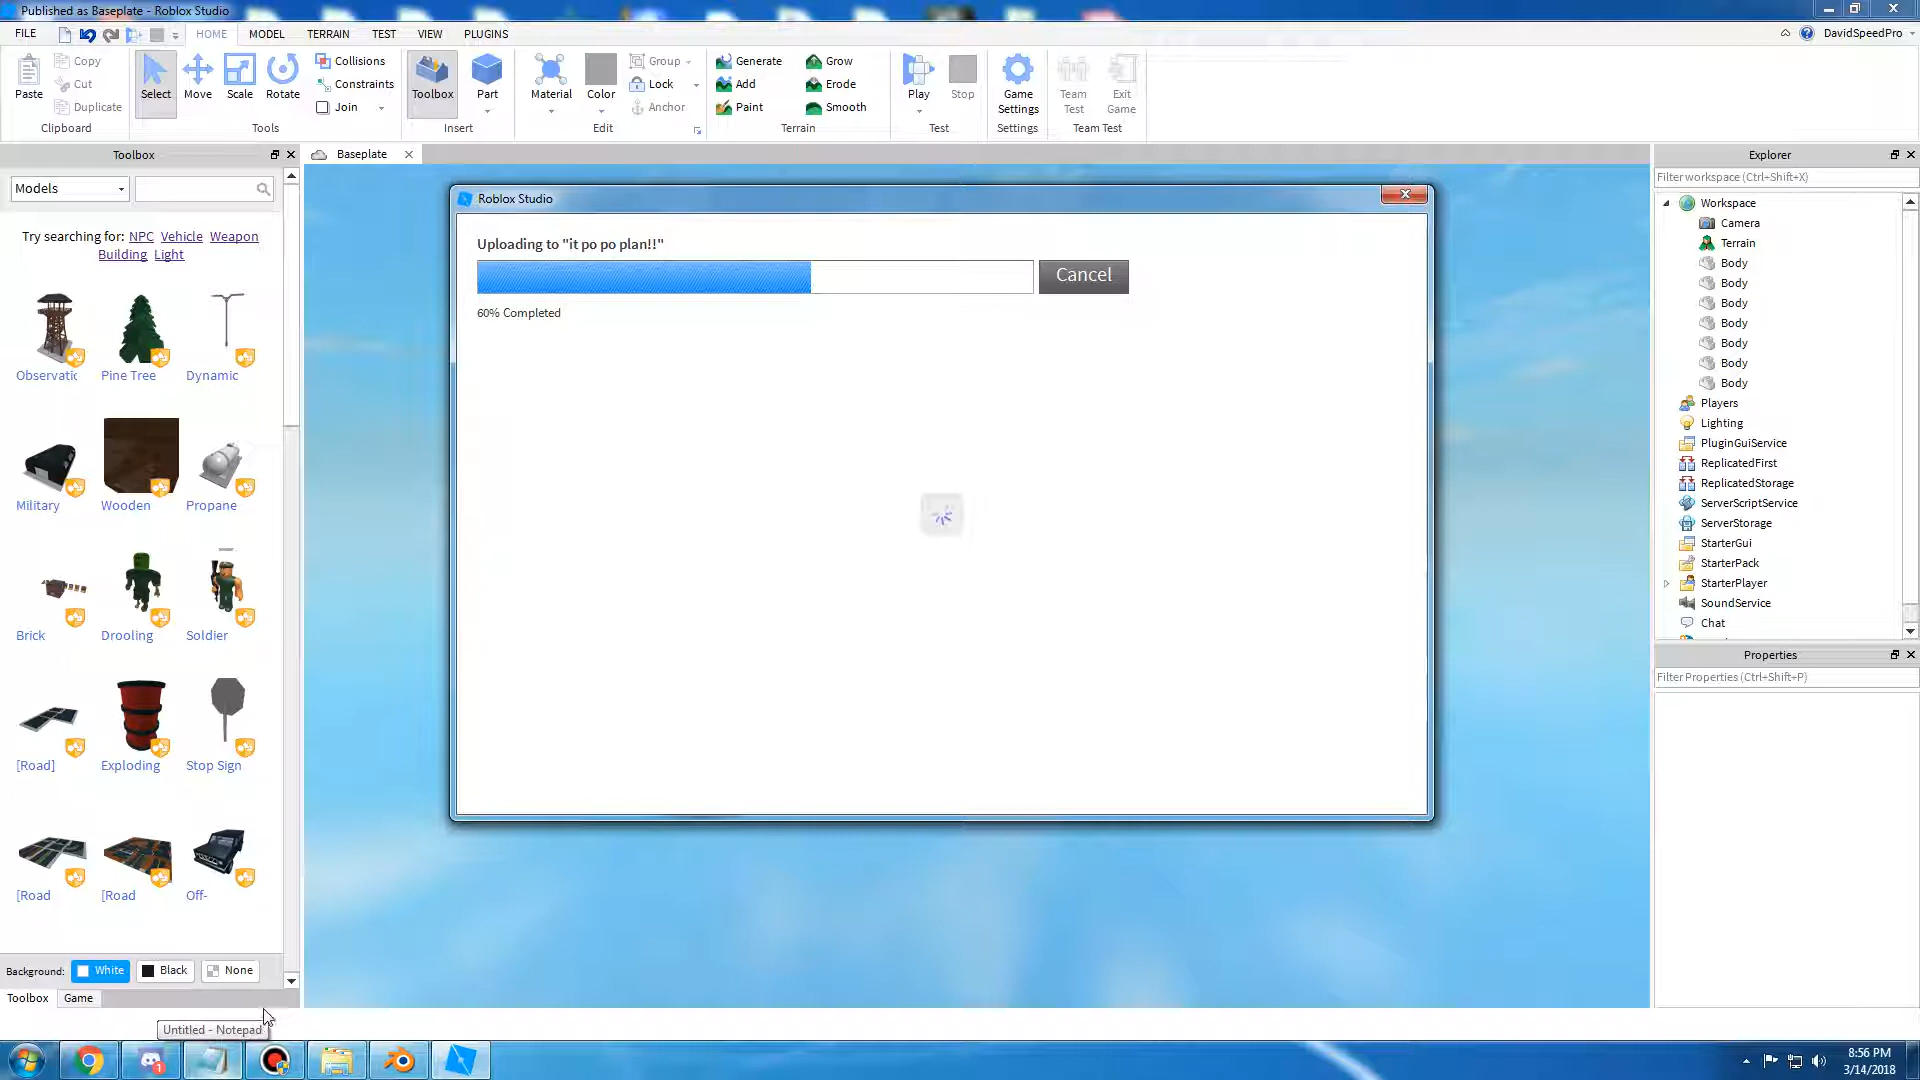 Published as Baseplate - Roblox Studio
FILE HOME MODEL TERRAIN TEST VIEW PLUGINS DavidSpeedPro
Paste Copy Cut Duplicate
Clipboard
Select Move Scale Rotate Collisions Constraints Join
Tools
Toolbox Part
Insert
Material Color Group Lock Anchor
Edit
Generate Grow
Add Erode
Paint Smooth
Terrain
Play Stop
Test
Game Settings
Settings
Team Test Exit Game
Team Test
Toolbox
Models
Try searching for: NPC Vehicle Weapon
Building Light
Observatic Pine Tree Dynamic
Military Wooden Propane
Brick Drooling Soldier
[Road] Exploding Stop Sign
[Road [Road Off-
Background: White Black None
Toolbox Game
Untitled - Notepad
Baseplate
Roblox Studio
Uploading to "it po po plan!!"
Cancel
60% Completed
Explorer
Filter workspace (Ctrl+Shift+X)
Workspace
Camera
Terrain
Body
Body
Body
Body
Body
Body
Body
Players
Lighting
PluginGuiService
ReplicatedFirst
ReplicatedStorage
ServerScriptService
ServerStorage
StarterGui
StarterPack
StarterPlayer
SoundService
Chat
Properties
Filter Properties (Ctrl+Shift+P)
1
8:56 PM
3/14/2018